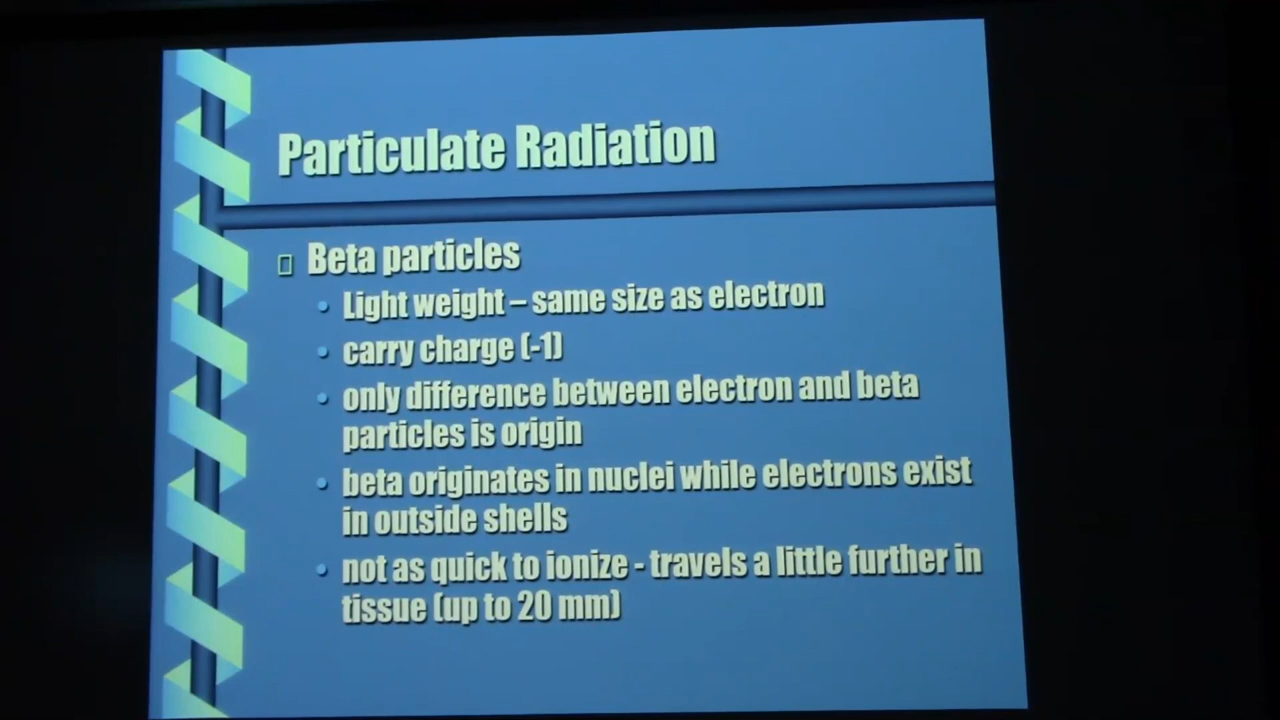 Particulate Radiation
Beta particles
• Light weight – same size as electron
• carry charge (-1)
• only difference between electron and beta
particles is origin
• beta originates in nuclei while electrons exist
in outside shells
• not as quick to ionize - travels a little further in
tissue (up to 20 mm)